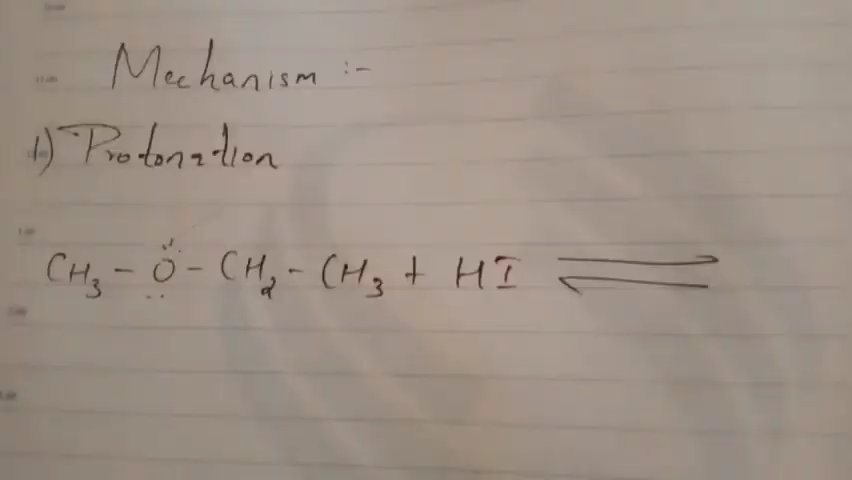 Mechanism :-
1) Protonation
CH₃ - Ö - CH₂ - CH₃ + HI ⇌